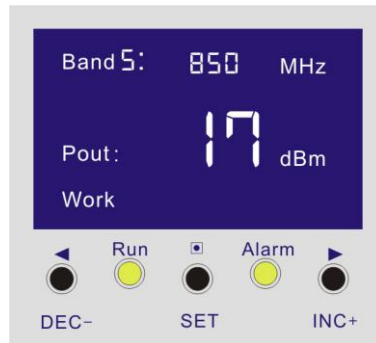 Band 5: 850 MHz
Pout: 17 dBm
Work
Run Alarm
DEC- SET INC+